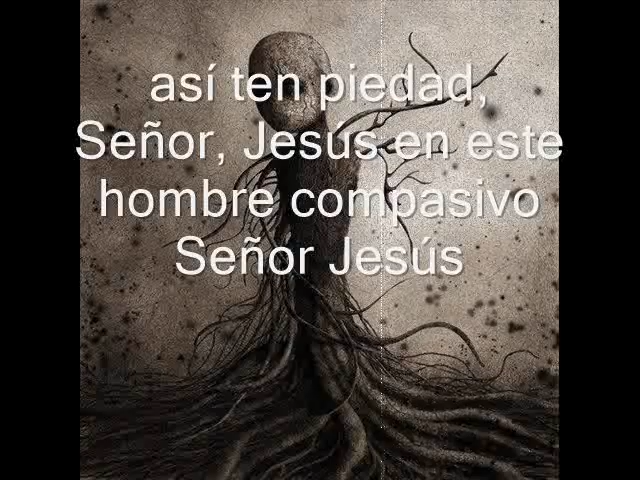 así ten piedad,
Señor, Jesús en este
hombre compasivo
Señor Jesús